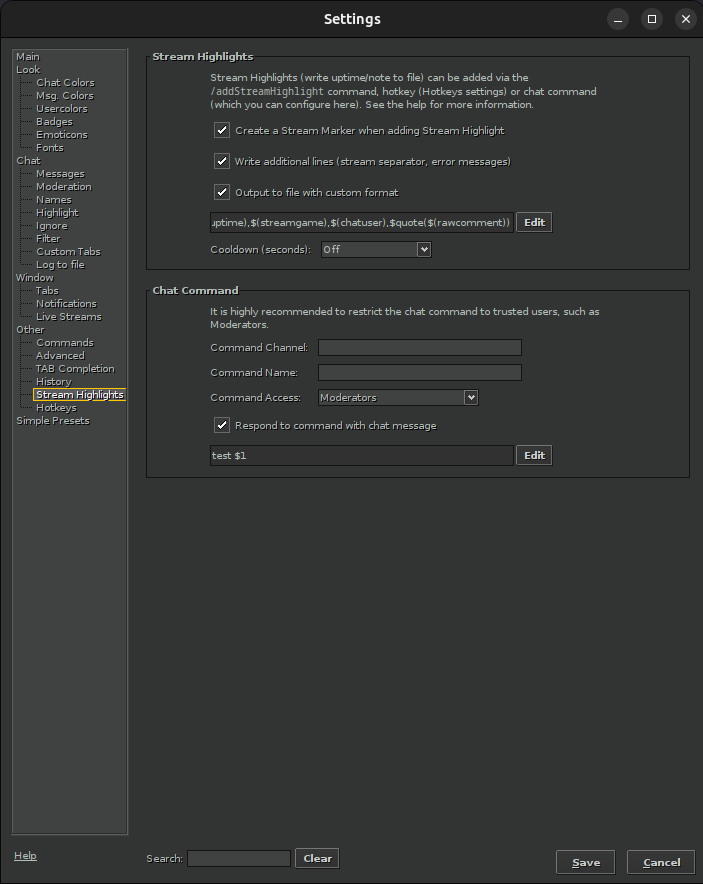 Settings
Main
Look
Chat Colors
Msg. Colors
Usercolors
Badges
Emoticons
Fonts
Chat
Messages
Moderation
Names
Highlight
Ignore
Filter
Custom Tabs
Log to file
Window
Tabs
Notifications
Live Streams
Other
Commands
Advanced
TAB Completion
History
Stream Highlights
Hotkeys
Simple Presets
Stream Highlights
Stream Highlights (write uptime/note to file) can be added via the
/addStreamHighlight command, hotkey (Hotkeys settings) or chat command
(which you can configure here). See the help for more information.
Create a Stream Marker when adding Stream Highlight
Write additional lines (stream separator, error messages)
Output to file with custom format
uptime),$(streamgame),$(chatuser),$quote($(rawcomment)) Edit
Cooldown (seconds): Off
Chat Command
It is highly recommended to restrict the chat command to trusted users, such as
Moderators.
Command Channel:
Command Name:
Command Access: Moderators
Respond to command with chat message
test $1 Edit
Help
Search: Clear
Save Cancel